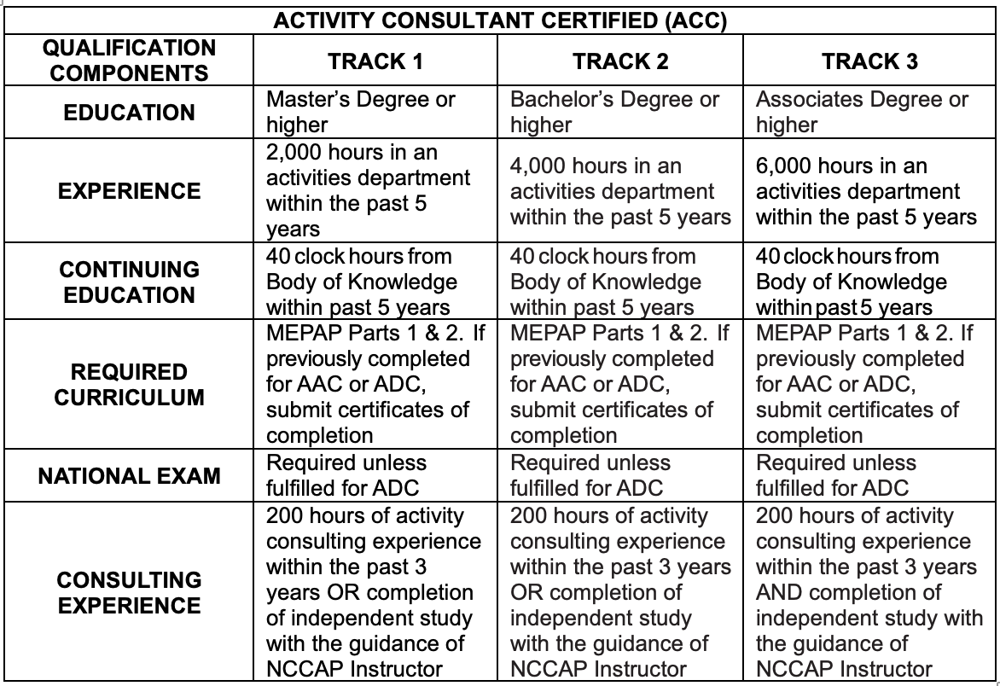 ACTIVITY CONSULTANT CERTIFIED (ACC)
QUALIFICATION
COMPONENTS
TRACK 1
TRACK 2
TRACK 3
EDUCATION
Master’s Degree or
higher
Bachelor’s Degree or
higher
Associates Degree or
higher
EXPERIENCE
2,000 hours in an
activities department
within the past 5
years
4,000 hours in an
activities department
within the past 5 years
6,000 hours in an
activities department
within the past 5 years
CONTINUING
EDUCATION
40 clock hours from
Body of Knowledge
within past 5 years
40 clock hours from
Body of Knowledge
within past 5 years
40 clock hours from
Body of Knowledge
within past 5 years
REQUIRED
CURRICULUM
MEPAP Parts 1 & 2. If
previously completed
for AAC or ADC,
submit certificates of
completion
MEPAP Parts 1 & 2. If
previously completed
for AAC or ADC,
submit certificates of
completion
MEPAP Parts 1 & 2. If
previously completed
for AAC or ADC,
submit certificates of
completion
NATIONAL EXAM
Required unless
fulfilled for ADC
Required unless
fulfilled for ADC
Required unless
fulfilled for ADC
CONSULTING
EXPERIENCE
200 hours of activity
consulting experience
within the past 3
years OR completion
of independent study
with the guidance of
NCCAP Instructor
200 hours of activity
consulting experience
within the past 3 years
OR completion of
independent study
with the guidance of
NCCAP Instructor
200 hours of activity
consulting experience
within the past 3 years
AND completion of
independent study with
the guidance of
NCCAP Instructor